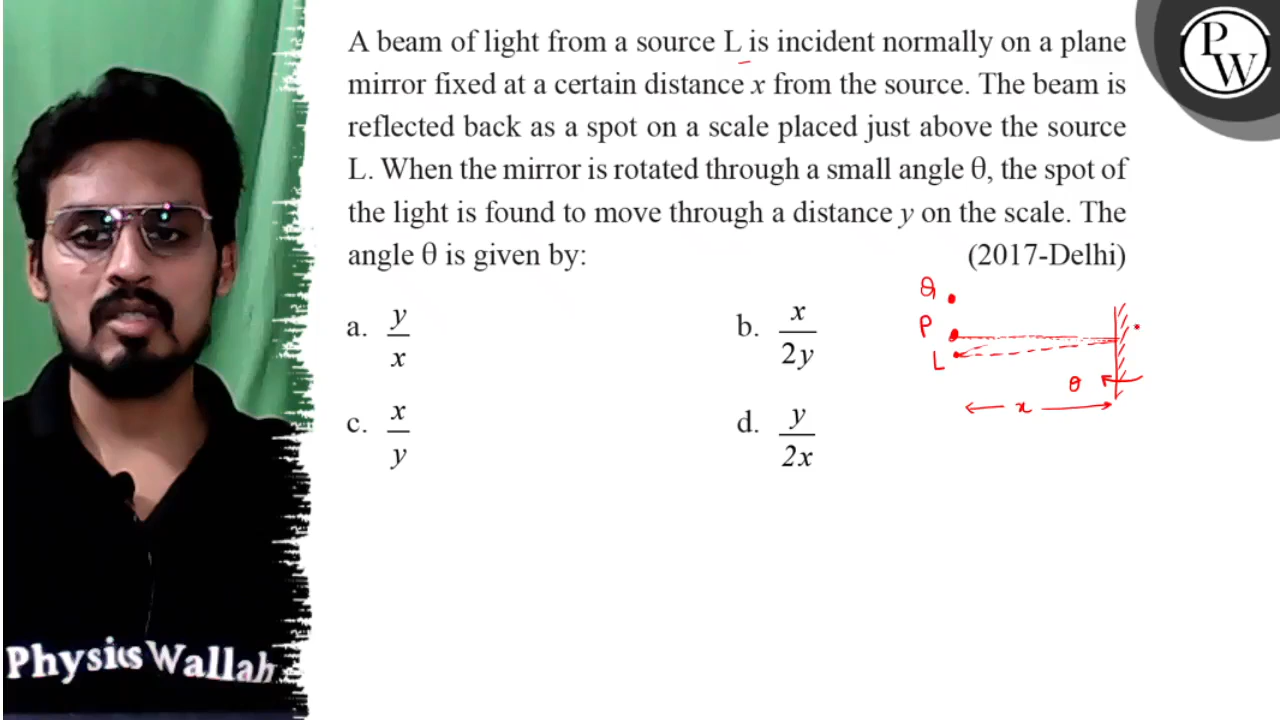 A beam of light from a source L is incident normally on a plane
mirror fixed at a certain distance x from the source. The beam is
reflected back as a spot on a scale placed just above the source
L. When the mirror is rotated through a small angle θ, the spot of
the light is found to move through a distance y on the scale. The
angle θ is given by: (2017-Delhi)
a. y/x
b. x/2y
c. x/y
d. y/2x
P
L
θ
x
Physics Wallah
PW